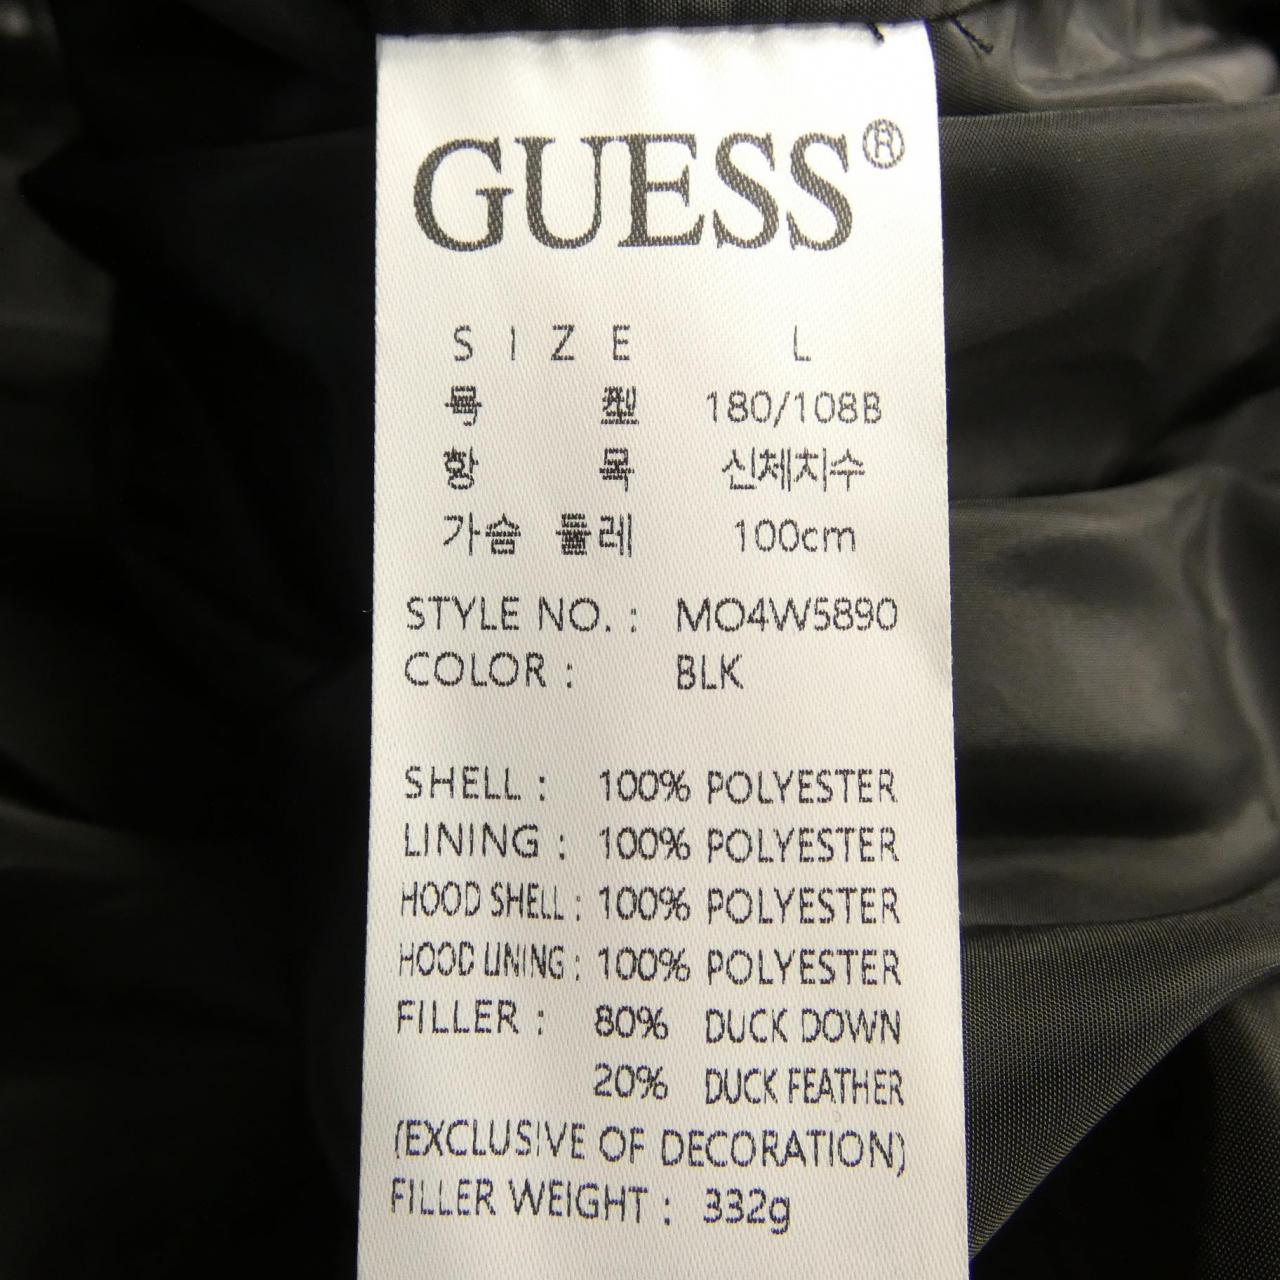 GUESS®
SIZE L
号 型 180/108B
항 목 신체치수
가슴 둘레 100cm
STYLE NO. : MO4W5890
COLOR : BLK
SHELL : 100% POLYESTER
LINING : 100% POLYESTER
HOOD SHELL : 100% POLYESTER
HOOD LINING : 100% POLYESTER
FILLER : 80% DUCK DOWN
20% DUCK FEATHER
(EXCLUSIVE OF DECORATION)
FILLER WEIGHT : 332g